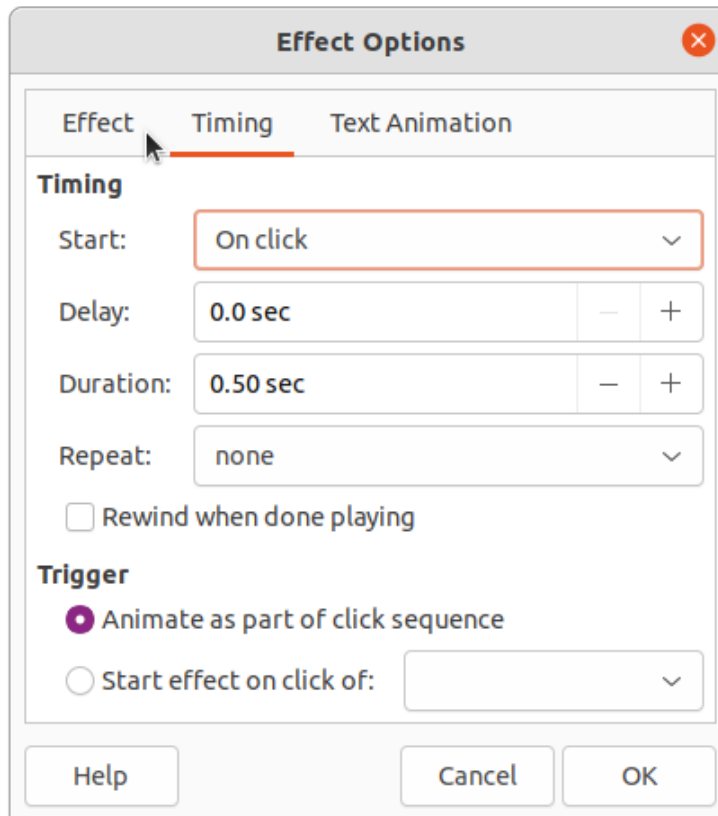 Effect Options
Effect Timing Text Animation
Timing
Start: On click
Delay: 0.0 sec
Duration: 0.50 sec
Repeat: none
Rewind when done playing
Trigger
Animate as part of click sequence
Start effect on click of:
Help Cancel OK